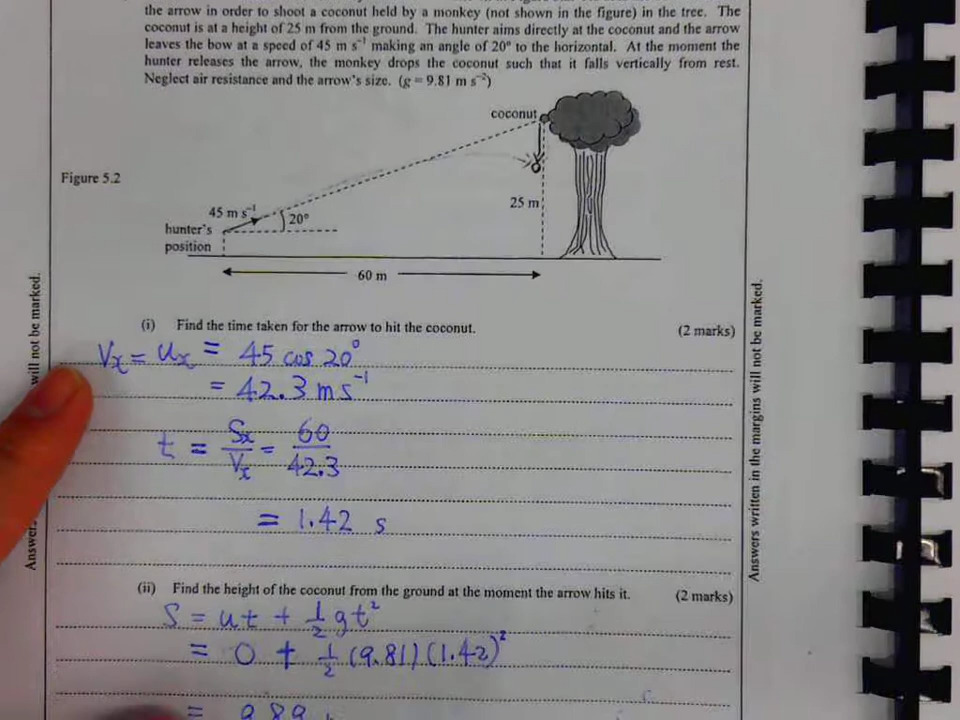 the arrow in order to shoot a coconut held by a monkey (not shown in the figure) in the tree. The
coconut is at a height of 25 m from the ground. The hunter aims directly at the coconut and the arrow
leaves the bow at a speed of 45 m s⁻¹ making an angle of 20° to the horizontal. At the moment the
hunter releases the arrow, the monkey drops the coconut such that it falls vertically from rest.
Neglect air resistance and the arrow's size. (g = 9.81 m s⁻²)
coconut
Figure 5.2
45 m s⁻¹
20°
25 m
hunter's
position
60 m
(i) Find the time taken for the arrow to hit the coconut. (2 marks)
Vx = ux = 45 cos 20°
= 42.3 m s⁻¹
t = Sx/Vx = 60/42.3
= 1.42 s
(ii) Find the height of the coconut from the ground at the moment the arrow hits it. (2 marks)
S = ut + 1/2 gt²
= 0 + 1/2 (9.81)(1.42)²
= 9.89
will not be marked.
Answers
Answers written in the margins will not be marked.